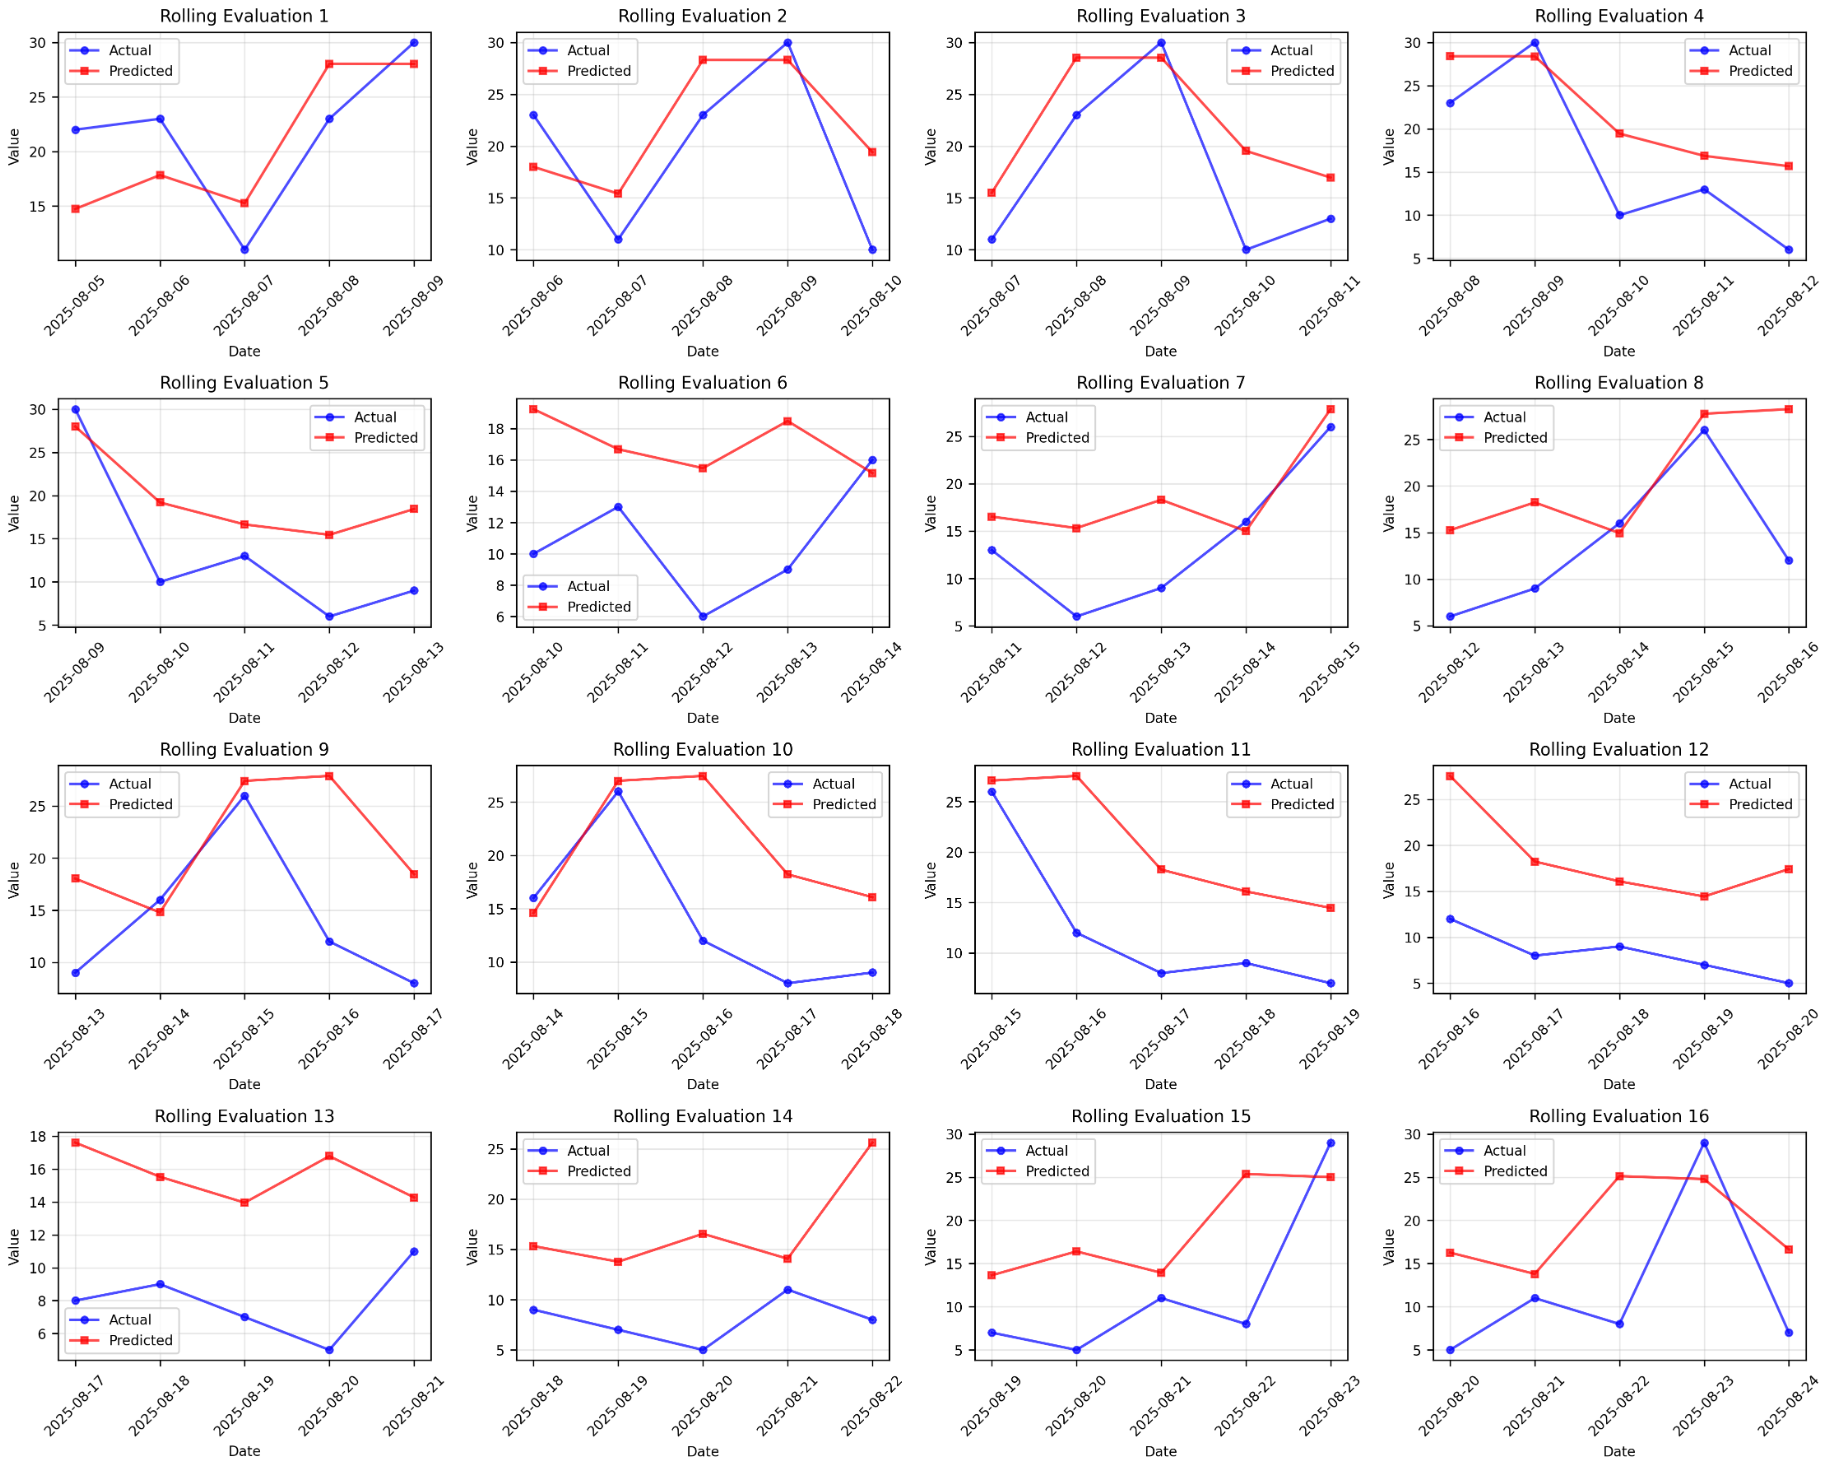 Rolling Evaluation 1
Actual
Predicted
30
25
20
15
Value
2025-08-05
2025-08-06
2025-08-07
2025-08-08
2025-08-09
Date
Rolling Evaluation 2
Actual
Predicted
30
25
20
15
10
Value
2025-08-06
2025-08-07
2025-08-08
2025-08-09
2025-08-10
Date
Rolling Evaluation 3
Actual
Predicted
30
25
20
15
10
Value
2025-08-07
2025-08-08
2025-08-09
2025-08-10
2025-08-11
Date
Rolling Evaluation 4
Actual
Predicted
30
25
20
15
10
5
Value
2025-08-08
2025-08-09
2025-08-10
2025-08-11
2025-08-12
Date
Rolling Evaluation 5
Actual
Predicted
30
25
20
15
10
5
Value
2025-08-09
2025-08-10
2025-08-11
2025-08-12
2025-08-13
Date
Rolling Evaluation 6
18
16
14
12
10
8
6
Actual
Predicted
Value
2025-08-10
2025-08-11
2025-08-12
2025-08-13
2025-08-14
Date
Rolling Evaluation 7
Actual
Predicted
25
20
15
10
5
Value
2025-08-11
2025-08-12
2025-08-13
2025-08-14
2025-08-15
Date
Rolling Evaluation 8
Actual
Predicted
25
20
15
10
5
Value
2025-08-12
2025-08-13
2025-08-14
2025-08-15
2025-08-16
Date
Rolling Evaluation 9
Actual
Predicted
25
20
15
10
Value
2025-08-13
2025-08-14
2025-08-15
2025-08-16
2025-08-17
Date
Rolling Evaluation 10
Actual
Predicted
25
20
15
10
Value
2025-08-14
2025-08-15
2025-08-16
2025-08-17
2025-08-18
Date
Rolling Evaluation 11
Actual
Predicted
25
20
15
10
Value
2025-08-15
2025-08-16
2025-08-17
2025-08-18
2025-08-19
Date
Rolling Evaluation 12
Actual
Predicted
25
20
15
10
5
Value
2025-08-16
2025-08-17
2025-08-18
2025-08-19
2025-08-20
Date
Rolling Evaluation 13
18
16
14
12
10
8
6
Actual
Predicted
Value
2025-08-17
2025-08-18
2025-08-19
2025-08-20
2025-08-21
Date
Rolling Evaluation 14
Actual
Predicted
25
20
15
10
5
Value
2025-08-18
2025-08-19
2025-08-20
2025-08-21
2025-08-22
Date
Rolling Evaluation 15
Actual
Predicted
30
25
20
15
10
5
Value
2025-08-19
2025-08-20
2025-08-21
2025-08-22
2025-08-23
Date
Rolling Evaluation 16
Actual
Predicted
30
25
20
15
10
5
Value
2025-08-20
2025-08-21
2025-08-22
2025-08-23
2025-08-24
Date